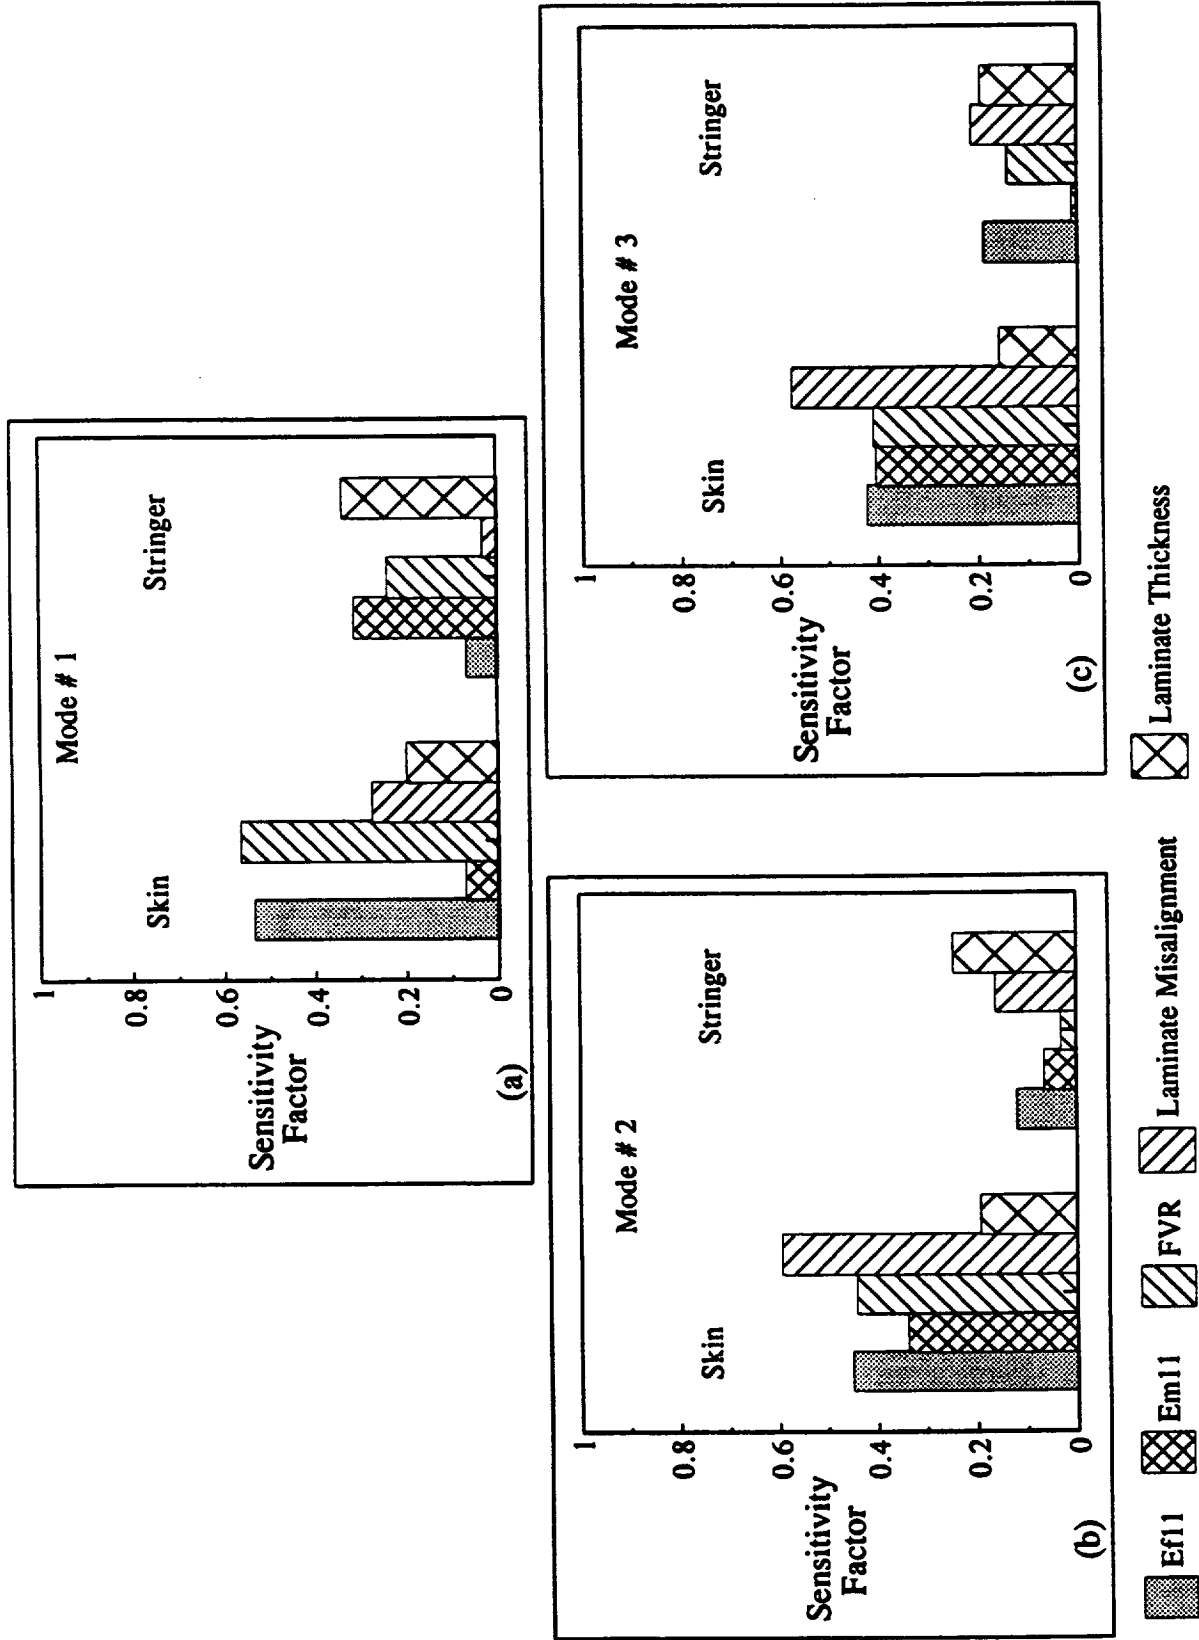 Mode # 1
Skin
Stringer
1
0.8
0.6
0.4
0.2
0
Sensitivity
Factor
(a)
Mode # 2
Skin
Stringer
1
0.8
0.6
0.4
0.2
0
Sensitivity
Factor
(b)
Mode # 3
Skin
Stringer
1
0.8
0.6
0.4
0.2
0
Sensitivity
Factor
(c)
Ef11
Em11
FVR
Laminate Misalignment
Laminate Thickness